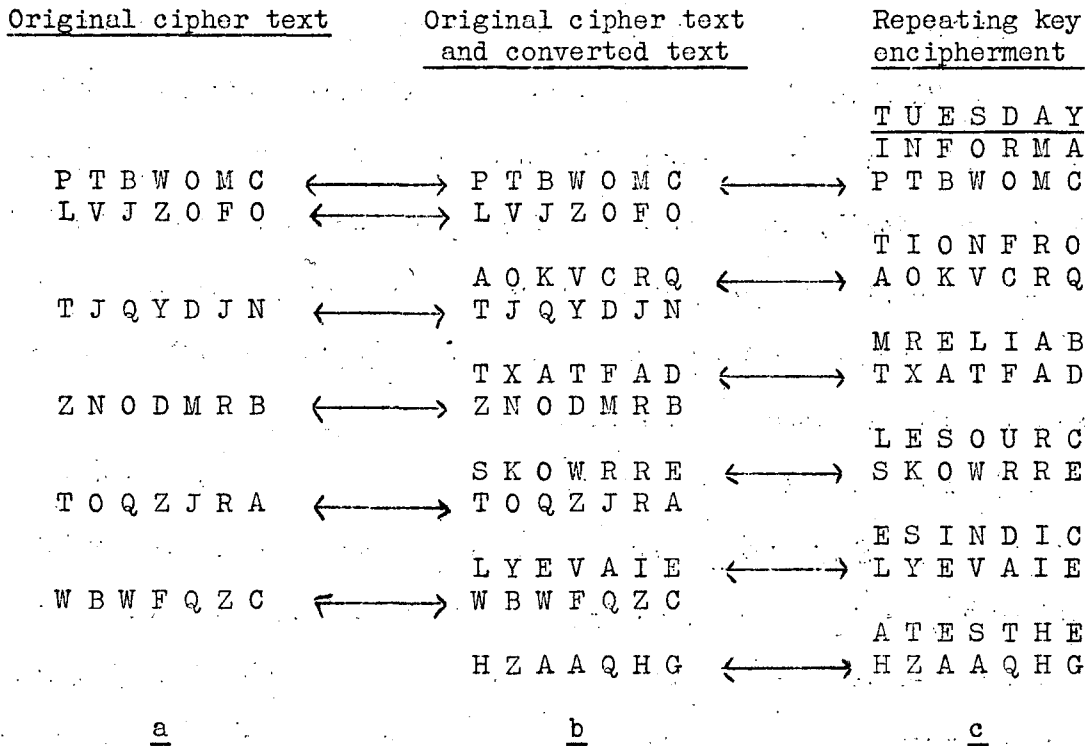 Original cipher text Original cipher text Repeating key
and converted text encipherment
T U E S D A Y
I N F O R M A
P T B W O M C ⟷ P T B W O M C ⟷ P T B W O M C
L V J Z O F O ⟷ L V J Z O F O
T I O N F R O
A O K V C R Q ⟷ A O K V C R Q
T J Q Y D J N ⟷ T J Q Y D J N
M R E L I A B
T X A T F A D ⟷ T X A T F A D
Z N O D M R B ⟷ Z N O D M R B
L E S O U R C
S K O W R R E ⟷ S K O W R R E
T O Q Z J R A ⟷ T O Q Z J R A
E S I N D I C
L Y E V A I E ⟷ L Y E V A I E
W B W F Q Z C ⟷ W B W F Q Z C
A T E S T H E
H Z A A Q H G ⟷ H Z A A Q H G
a b c